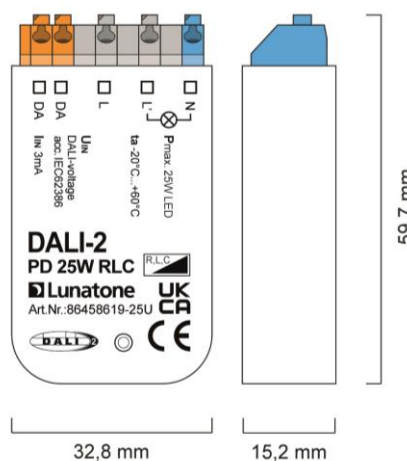 DA
DA
L
L'
N
IIN 3mA
UIN
DALI-voltage
acc. IEC62386
ta -20°C...+60°C
Pmax. 25W LED
DALI-2
PD 25W RLC
R,L,C
Lunatone
UK
CA
Art.Nr.:86458619-25U
DALI 2
CE
59,7 mm
32,8 mm
15,2 mm